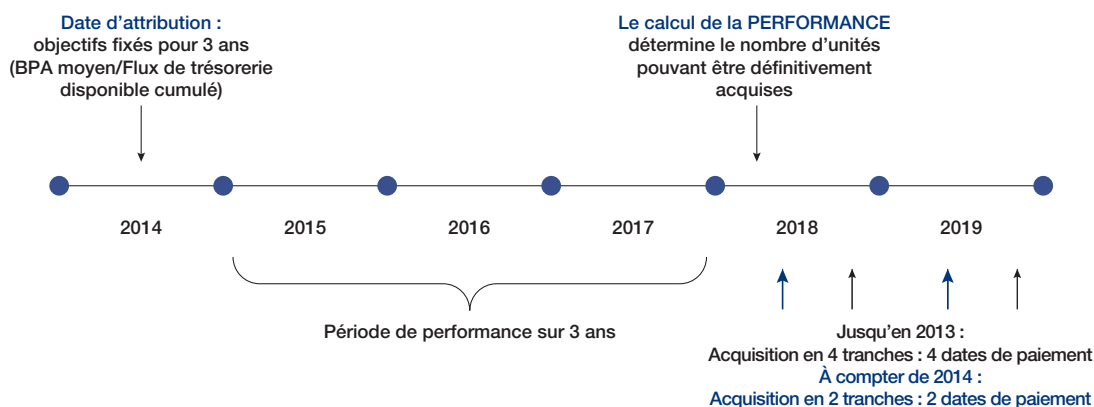 Date d’attribution :
objectifs fixés pour 3 ans
(BPA moyen/Flux de trésorerie
disponible cumulé)
Le calcul de la PERFORMANCE
détermine le nombre d’unités
pouvant être définitivement
acquises
2014
2015
2016
2017
2018
2019
Période de performance sur 3 ans
Jusqu’en 2013 :
Acquisition en 4 tranches : 4 dates de paiement
À compter de 2014 :
Acquisition en 2 tranches : 2 dates de paiement